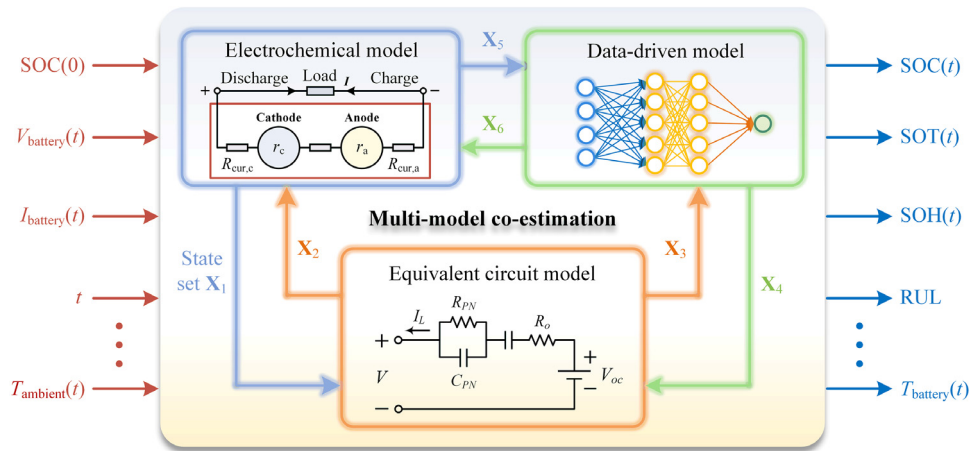 SOC(0)
V_battery(t)
I_battery(t)
t
T_ambient(t)
Electrochemical model
Discharge Load I Charge
+ −
Cathode Anode
r_c r_a
R_cur,c R_cur,a
X_5
X_6
Data-driven model
Multi-model co-estimation
State
set X_1
X_2
X_3
X_4
Equivalent circuit model
I_L R_PN R_o
+ +
V C_PN V_oc
− −
SOC(t)
SOT(t)
SOH(t)
RUL
T_battery(t)